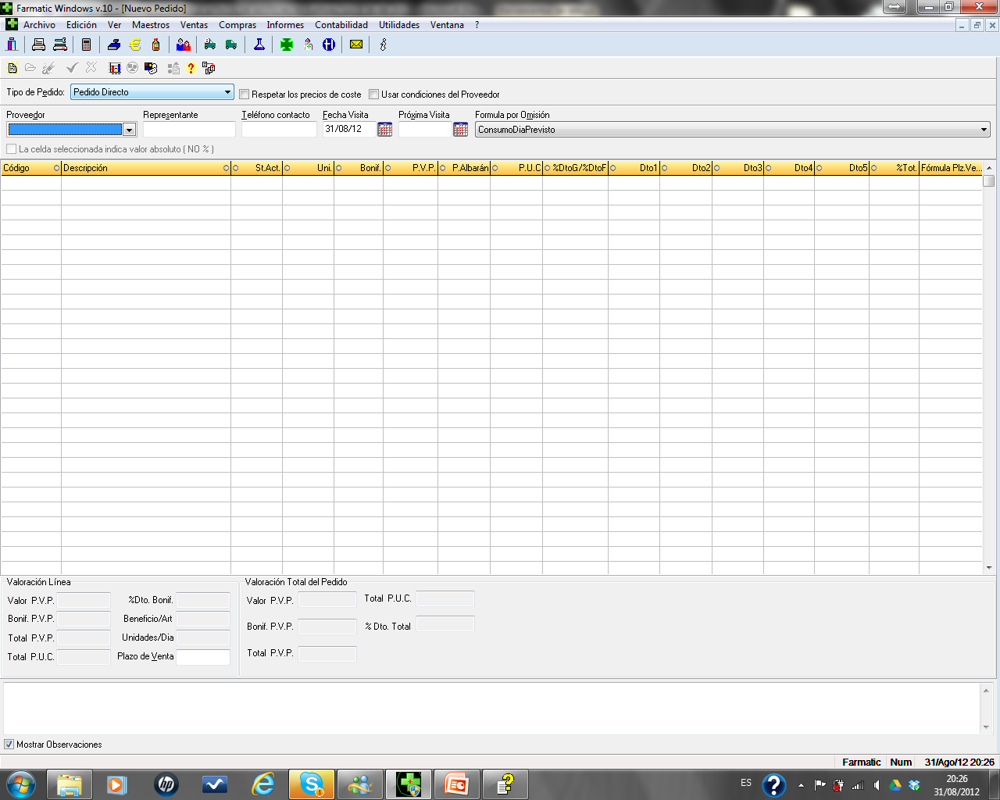 Farmatic Windows v.10 - [Nuevo Pedido]
Archivo Edición Ver Maestros Ventas Compras Informes Contabilidad Utilidades Ventana ?
Tipo de Pedido: Pedido Directo Respetar los precios de coste Usar condiciones del Proveedor
Proveedor Representante Teléfono contacto Fecha Visita Próxima Visita Formula por Omisión
31/08/12 ConsumoDiaPrevisto
La celda seleccionada indica valor absoluto ( NO % )
Código Descripción St.Act. Uni. Bonif. P.V.P. P.Albarán P.U.C %DtoG/%DtoF Dto1 Dto2 Dto3 Dto4 Dto5 %Tot. Fórmula Plz.Ve...
Valoración Línea Valoración Total del Pedido
Valor P.V.P. %Dto. Bonif. Valor P.V.P. Total P.U.C.
Bonif. P.V.P. Beneficio/Art Bonif. P.V.P. % Dto. Total
Total P.V.P. Unidades/Dia Total P.V.P.
Total P.U.C. Plazo de Venta
Mostrar Observaciones
Farmatic Num 31/Ago/12 20:26
ES 20:26
31/08/2012